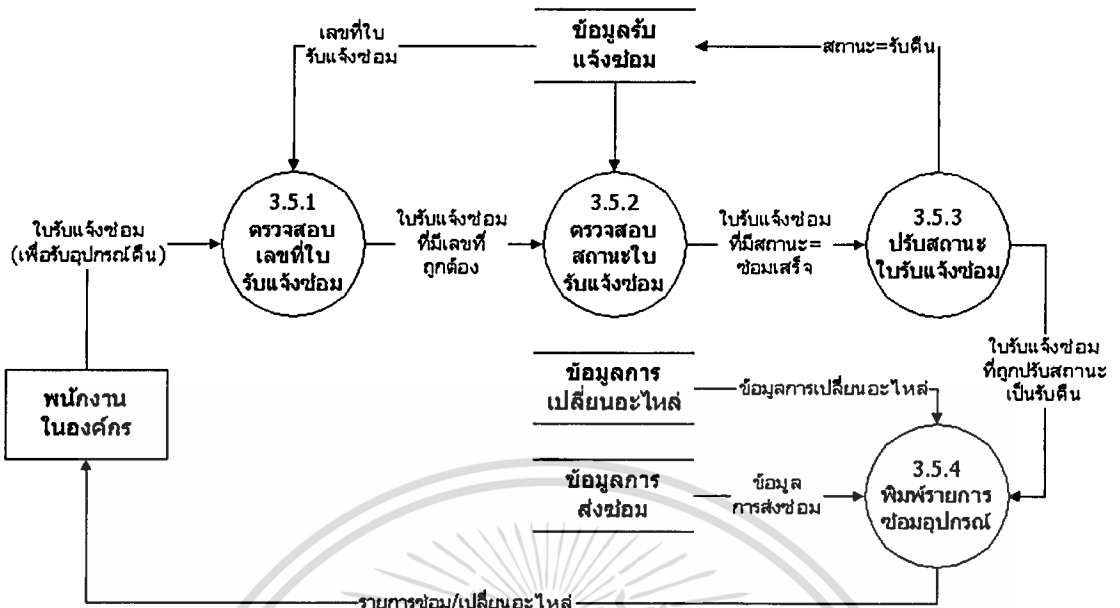 เลขที่ใบ
รับแจ้งซ่อม
ข้อมูลรับ
แจ้งซ่อม
สถานะ=รับคืน
ใบรับแจ้งซ่อม
(เพื่อรับอุปกรณ์คืน)
3.5.1
ตรวจสอบ
เลขที่ใบ
รับแจ้งซ่อม
ใบรับแจ้งซ่อม
ที่มีเลขที่
ถูกต้อง
3.5.2
ตรวจสอบ
สถานะใบ
รับแจ้งซ่อม
ใบรับแจ้งซ่อม
ที่มีสถานะ=
ซ่อมเสร็จ
3.5.3
ปรับสถานะ
ใบรับแจ้งซ่อม
ใบรับแจ้งซ่อม
ที่ถูกปรับสถานะ
เป็นรับคืน
พนักงาน
ในองค์กร
ข้อมูลการ
เปลี่ยนอะไหล่
ข้อมูลการเปลี่ยนอะไหล่
ข้อมูลการ
ส่งซ่อม
ข้อมูล
การส่งซ่อม
3.5.4
พิมพ์รายการ
ซ่อมอุปกรณ์
รายการซ่อม/เปลี่ยนอะไหล่